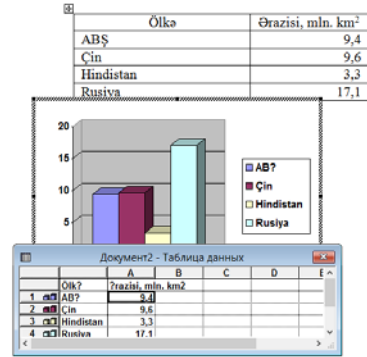 Ölkə Ərazisi, mln. km²
ABŞ 9,4
Çin 9,6
Hindistan 3,3
Rusiya 17,1
20
15
10
5
AB?
Çin
Hindistan
Rusiya
Документ2 - Таблица данных
A B C D E
Ölk? ?razisi, mln. km2
1 AB? 9,4
2 Çin 9,6
3 Hindistan 3,3
4 Rusiya 17,1